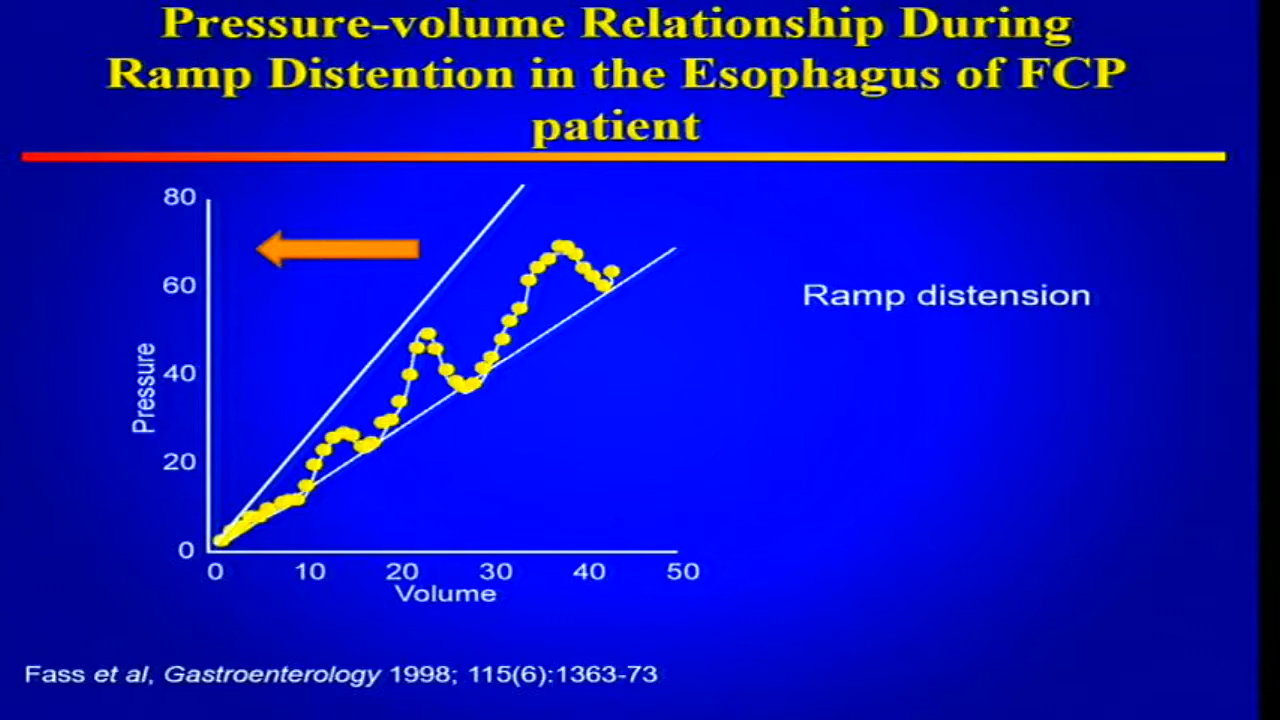 Pressure-volume Relationship During
Ramp Distention in the Esophagus of FCP
patient
80
60
40
20
0
Pressure
0 10 20 30 40 50
Volume
Ramp distension
Fass et al, Gastroenterology 1998; 115(6):1363-73